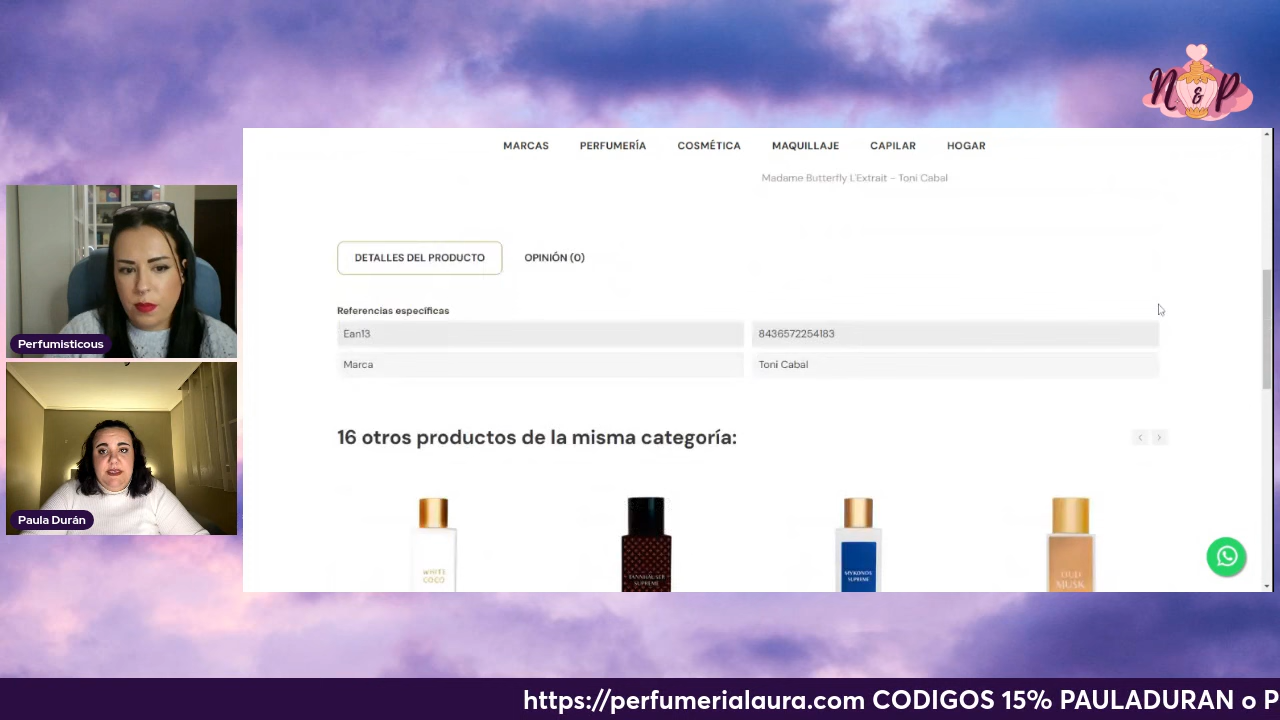 N & P
MARCAS PERFUMERÍA COSMÉTICA MAQUILLAJE CAPILAR HOGAR
Madame Butterfly L'Extrait - Toni Cabal
DETALLES DEL PRODUCTO OPINIÓN (0)
Referencias específicas
Ean13 8436572254183
Marca Toni Cabal
16 otros productos de la misma categoría:
WHITE
COCO
TANNHÄUSER
SUPREME
MYKONOS
SUPREME
OUD
MUSK
Perfumisticous
Paula Durán
https://perfumerialaura.com CODIGOS 15% PAULADURAN o P